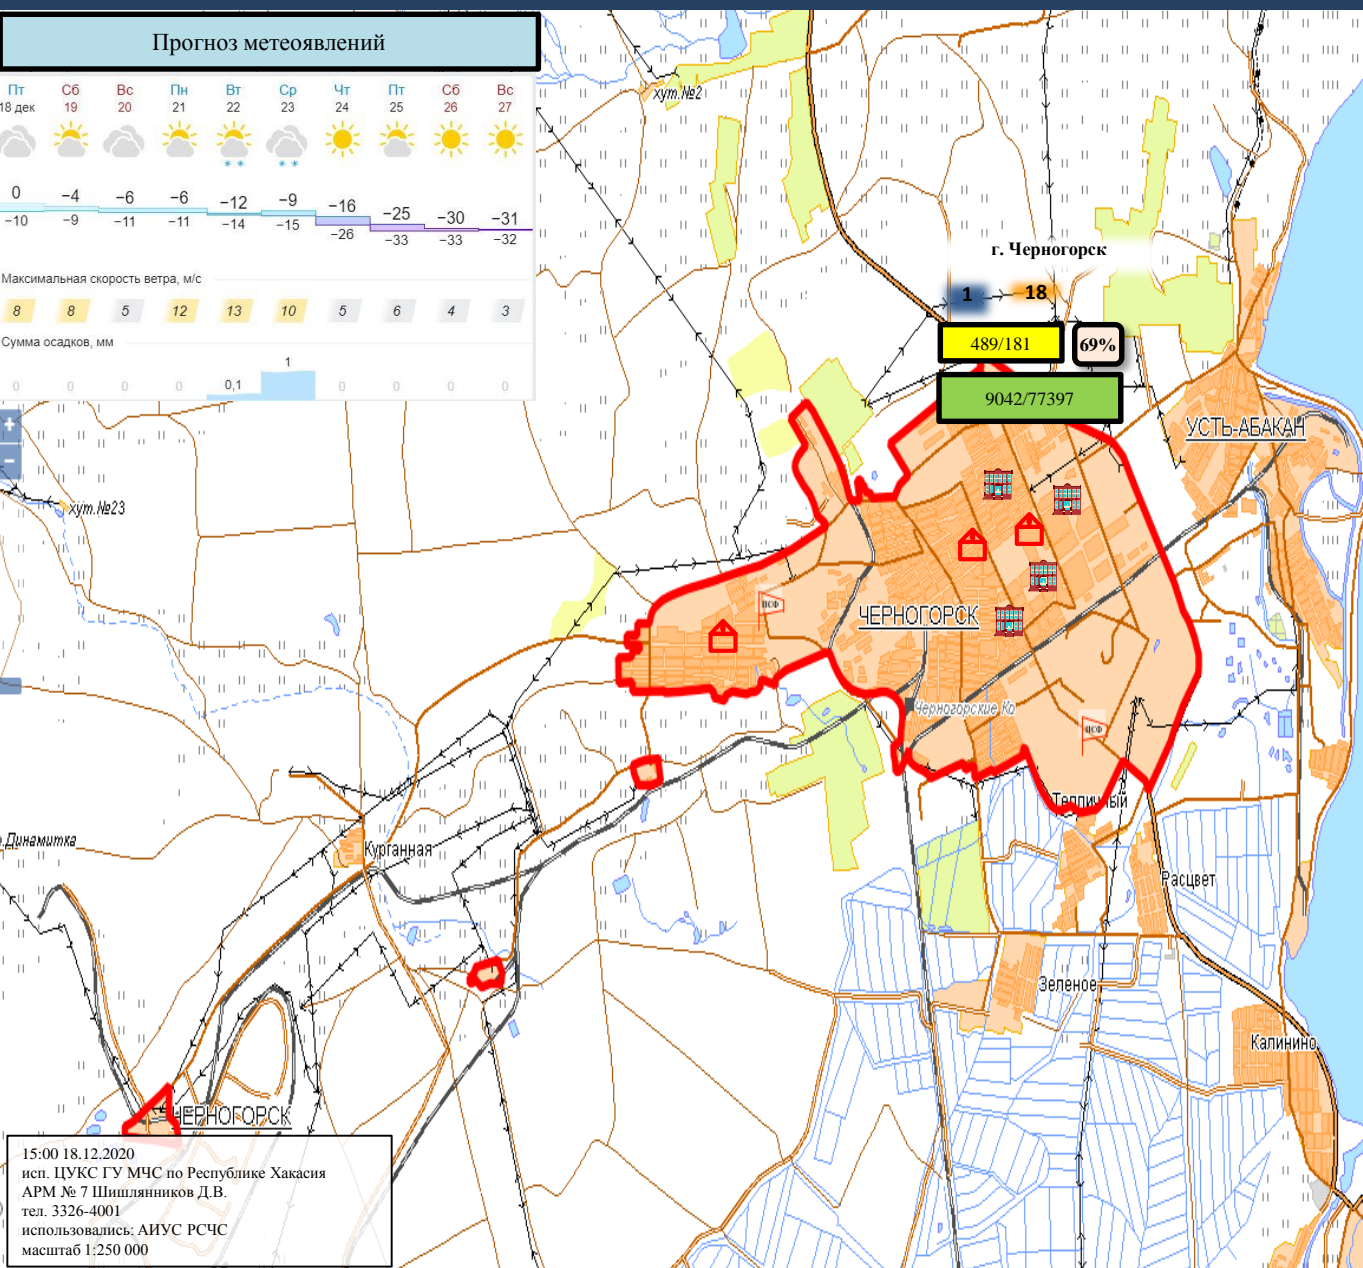 Прогноз метеоявлений
Пт Сб Вс Пн Вт Ср Чт Пт Сб Вс
18 дек 19 20 21 22 23 24 25 26 27
0 −4 −6 −6 −12 −9 −16 −25 −30 −31
−10 −9 −11 −11 −14 −15 −26 −33 −33 −32
Максимальная скорость ветра, м/с
8 8 5 12 13 10 5 6 4 3
Сумма осадков, мм
0 0 0 0 0,1 1 0 0 0 0
+
−
хут.№2
г. Черногорск
1 18
489/181 69%
9042/77397
УСТЬ-АБАКАН
хут.№23
ЦОФ
ЧЕРНОГОРСК
Черногорские Ко
ЦОФ
Тепличный
Динамитка
Курганная
Расцвет
Зеленое
Калинино
ЧЕРНОГОРСК
15:00 18.12.2020
исп. ЦУКС ГУ МЧС по Республике Хакасия
АРМ № 7 Шишлянников Д.В.
тел. 3326-4001
использовались: АИУС РСЧС
масштаб 1:250 000